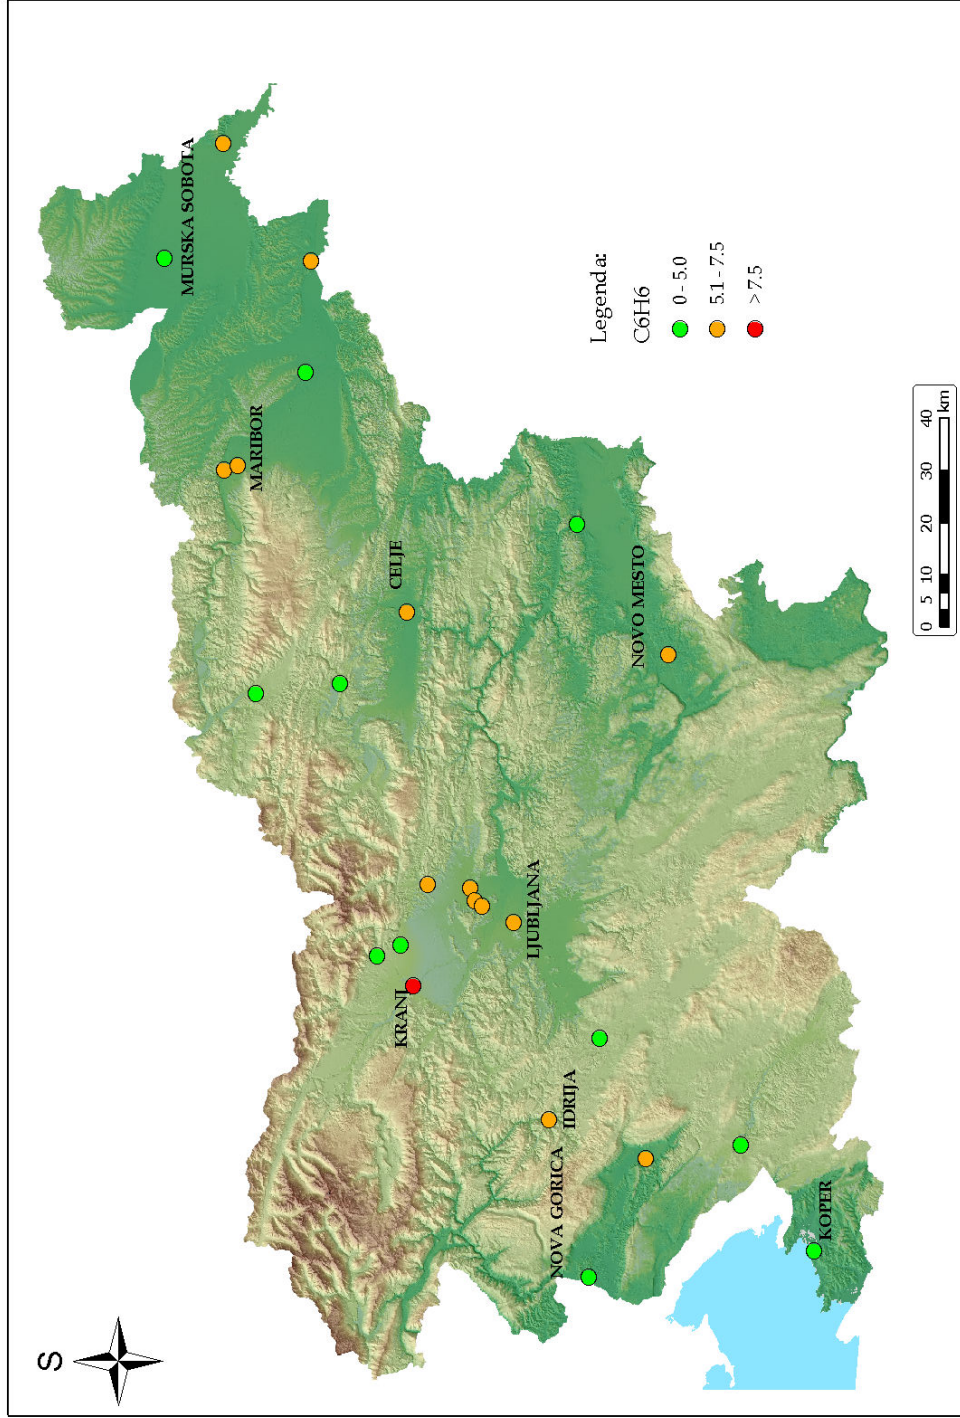 S
MURSKA SOBOTA
MARIBOR
CELJE
KRANJ
LJUBLJANA
NOVO MESTO
IDRIJA
NOVA GORICA
KOPER
Legenda:
C6H6
0 - 5.0
5.1 - 7.5
> 7.5
0 5 10 20 30 40 km